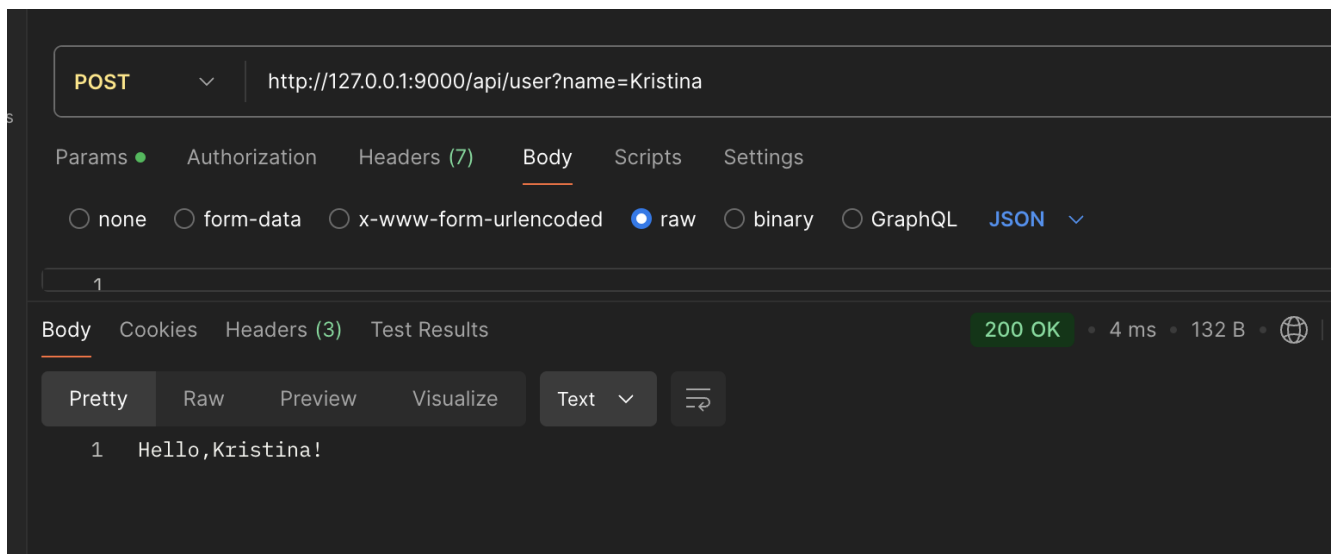 POST http://127.0.0.1:9000/api/user?name=Kristina
s
Params Authorization Headers (7) Body Scripts Settings
none form-data x-www-form-urlencoded raw binary GraphQL JSON
1
Body Cookies Headers (3) Test Results 200 OK • 4 ms • 132 B •
Pretty Raw Preview Visualize Text
1 Hello,Kristina!